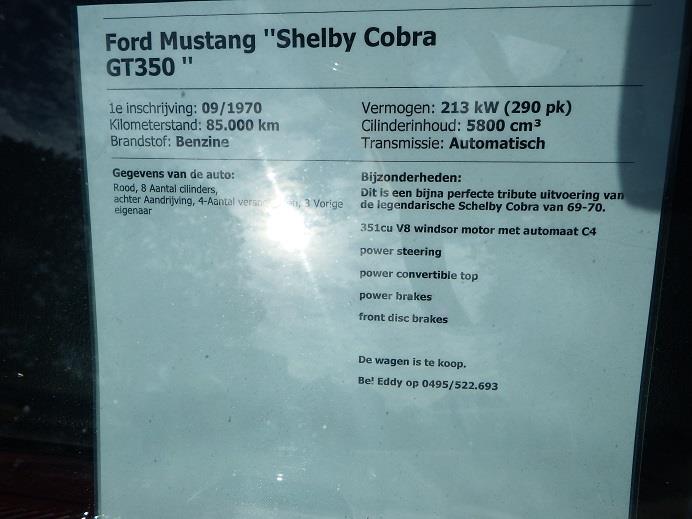 Ford Mustang "Shelby Cobra
GT350 "
1e inschrijving: 09/1970
Kilometerstand: 85.000 km
Brandstof: Benzine
Vermogen: 213 kW (290 pk)
Cilinderinhoud: 5800 cm³
Transmissie: Automatisch
Gegevens van de auto:
Rood, 8 Aantal cilinders,
achter Aandrijving, 4-Aantal 3 Vorige
eigenaar
Bijzonderheden:
Dit is een bijna perfecte tribute uitvoering van
de legendarische Schelby Cobra van 69-70.
351cu V8 windsor motor met automaat C4
power steering
power convertible top
power brakes
front disc brakes
De wagen is te koop.
Be! Eddy op 0495/522.693